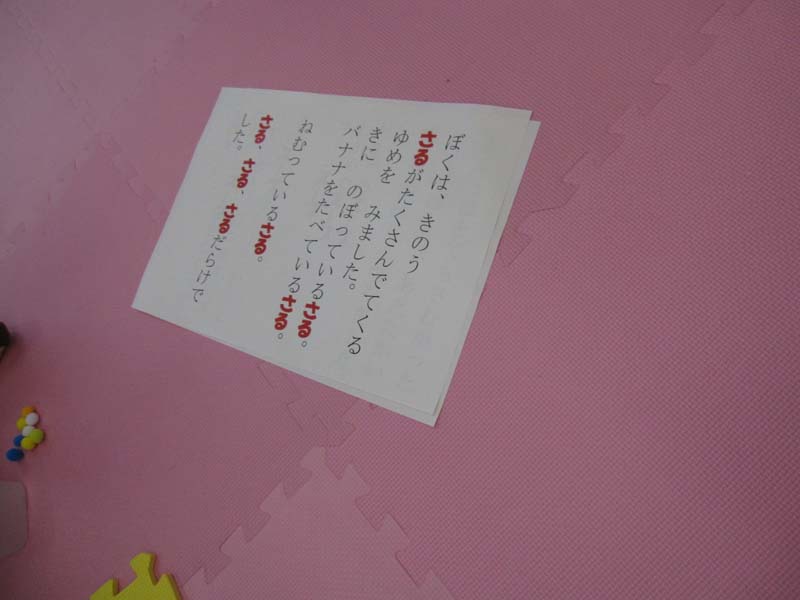 ぼくは、きのう
さるがたくさんでてくる
ゆめを みました。
きに のぼっているさる。
バナナをたべているさる。
ねむっているさる。
さる、さる、さるだらけで
した。